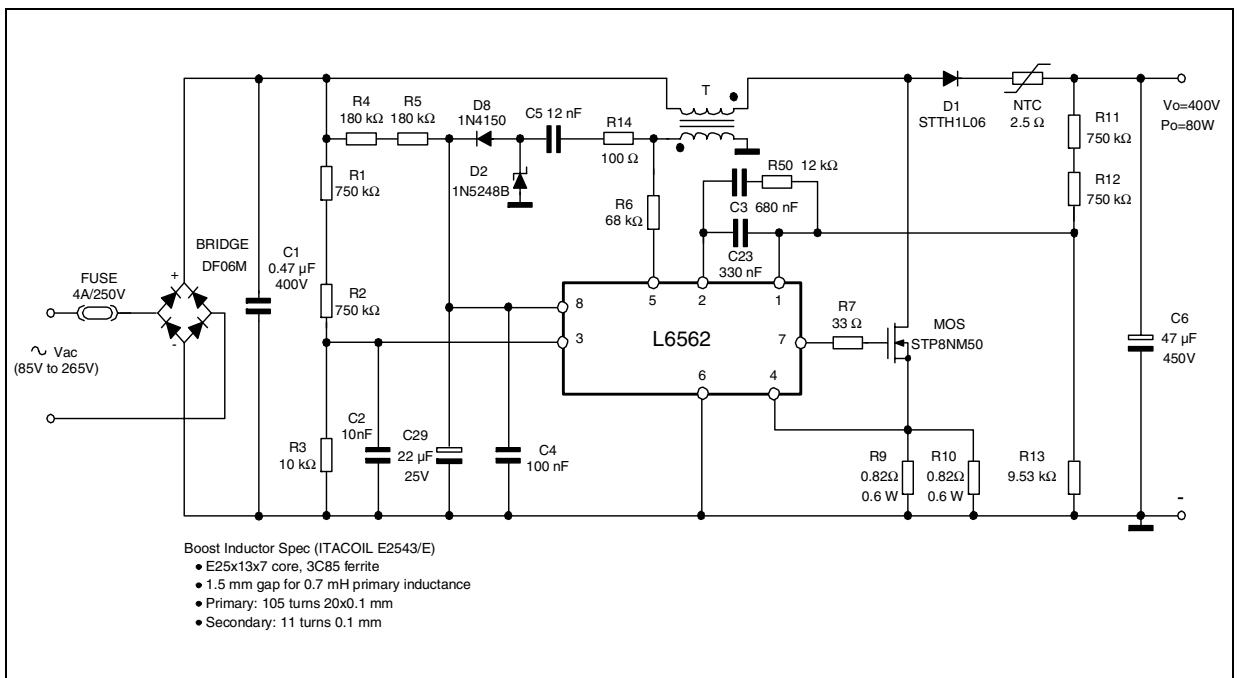 T
D1
STTH1L06
NTC
2.5 Ω
Vo=400V
Po=80W
R4
180 kΩ
R5
180 kΩ
D8
1N4150
C5 12 nF
R14
100 Ω
R11
750 kΩ
D2
1N5248B
R50 12 kΩ
R1
750 kΩ
R12
750 kΩ
R6
68 kΩ
C3 680 nF
BRIDGE
DF06M
C1
0.47 µF
400V
C23
330 nF
FUSE
4A/250V
+
-
R2
750 kΩ
8
5
2
1
3
L6562
7
6
4
R7
33 Ω
MOS
STP8NM50
C6
47 µF
450V
Vac
(85V to 265V)
R3
10 kΩ
C2
10nF
C29
22 µF
25V
C4
100 nF
R9
0.82Ω
0.6 W
R10
0.82Ω
0.6 W
R13
9.53 kΩ
-
Boost Inductor Spec (ITACOIL E2543/E)
● E25x13x7 core, 3C85 ferrite
● 1.5 mm gap for 0.7 mH primary inductance
● Primary: 105 turns 20x0.1 mm
● Secondary: 11 turns 0.1 mm